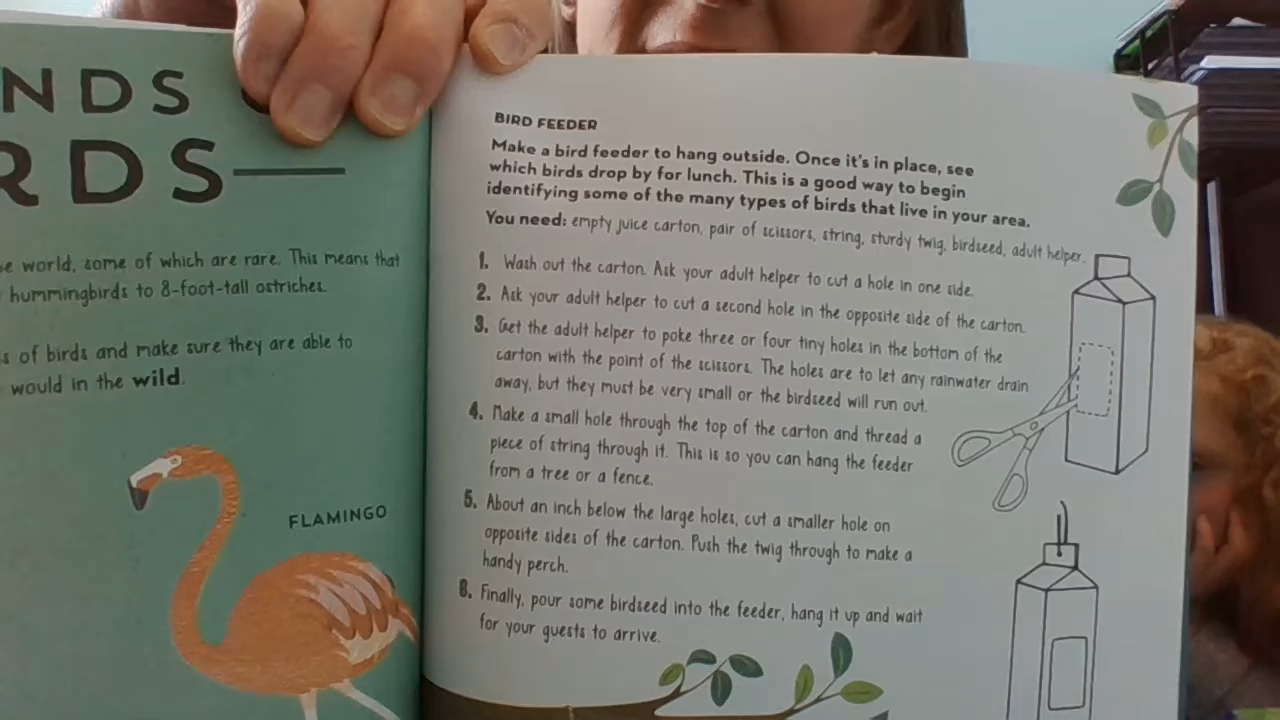 NDS
RDS
e world, some of which are rare. This means that
hummingbirds to 8-foot-tall ostriches.
s of birds and make sure they are able to
would in the wild.
FLAMINGO
BIRD FEEDER
Make a bird feeder to hang outside. Once it's in place, see
which birds drop by for lunch. This is a good way to begin
identifying some of the many types of birds that live in your area.
You need: empty juice carton, pair of scissors, string, sturdy twig, birdseed, adult helper.
1. Wash out the carton. Ask your adult helper to cut a hole in one side.
2. Ask your adult helper to cut a second hole in the opposite side of the carton.
3. Get the adult helper to poke three or four tiny holes in the bottom of the
carton with the point of the scissors. The holes are to let any rainwater drain
away, but they must be very small or the birdseed will run out.
4. Make a small hole through the top of the carton and thread a
piece of string through it. This is so you can hang the feeder
from a tree or a fence.
5. About an inch below the large holes, cut a smaller hole on
opposite sides of the carton. Push the twig through to make a
handy perch.
6. Finally, pour some birdseed into the feeder, hang it up and wait
for your guests to arrive.